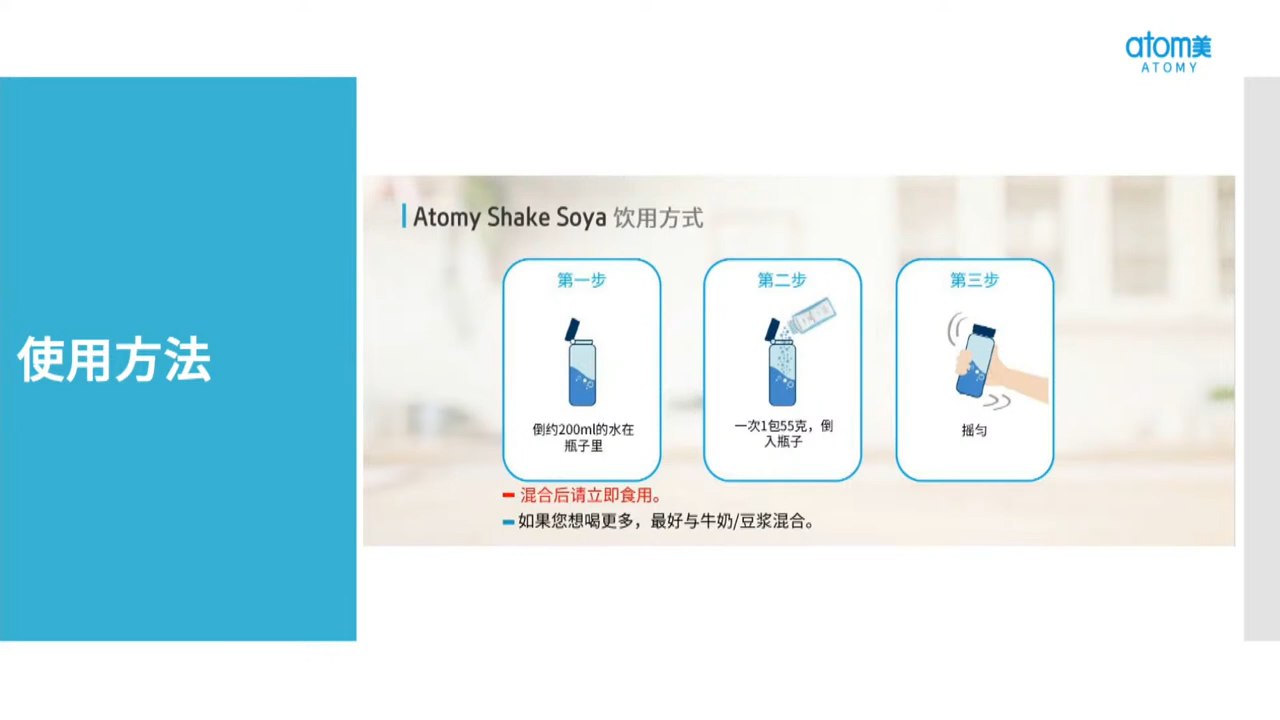 atom美
ATOMY
使用方法
Atomy Shake Soya 饮用方式
第一步
倒约200ml的水在
瓶子里
第二步
一次1包55克，倒
入瓶子
第三步
摇匀
混合后请立即食用。
如果您想喝更多，最好与牛奶/豆浆混合。